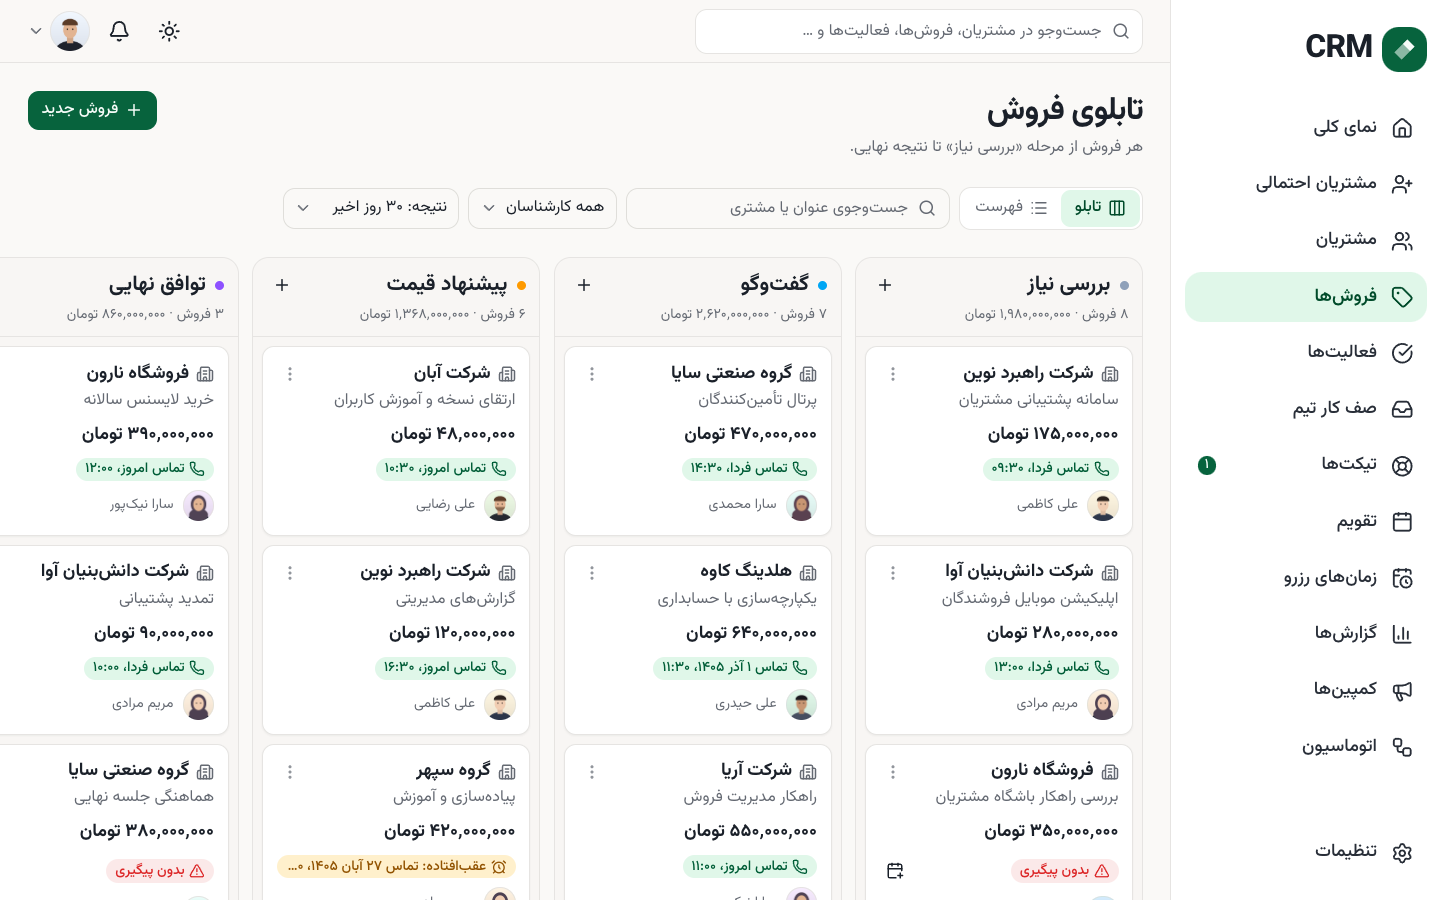 CRM
نمای کلی
مشتریان احتمالی
مشتریان
فروش‌ها
فعالیت‌ها
صف کار تیم
تیکت‌ها
۱
تقویم
زمان‌های رزرو
گزارش‌ها
کمپین‌ها
اتوماسیون
تنظیمات
جست‌وجو در مشتریان، فروش‌ها، فعالیت‌ها و ...
تابلوی فروش
هر فروش از مرحله «بررسی نیاز» تا نتیجه نهایی.
فروش جدید
تابلو
فهرست
جست‌وجوی عنوان یا مشتری
همه کارشناسان
نتیجه: ۳۰ روز اخیر
بررسی نیاز
۸ فروش · ۱,۹۸۰,۰۰۰,۰۰۰ تومان
شرکت راهبرد نوین
سامانه پشتیبانی مشتریان
۱۷۵,۰۰۰,۰۰۰ تومان
تماس فردا، ۰۹:۳۰
علی کاظمی
شرکت دانش‌بنیان آوا
اپلیکیشن موبایل فروشندگان
۲۸۰,۰۰۰,۰۰۰ تومان
تماس فردا، ۱۳:۰۰
مریم مرادی
فروشگاه نارون
بررسی راهکار باشگاه مشتریان
۳۵۰,۰۰۰,۰۰۰ تومان
بدون پیگیری
گفت‌وگو
۷ فروش · ۲,۶۲۰,۰۰۰,۰۰۰ تومان
گروه صنعتی سایا
پرتال تأمین‌کنندگان
۴۷۰,۰۰۰,۰۰۰ تومان
تماس فردا، ۱۴:۳۰
سارا محمدی
هلدینگ کاوه
یکپارچه‌سازی با حسابداری
۶۴۰,۰۰۰,۰۰۰ تومان
تماس ۱ آذر ۱۴۰۵، ۱۱:۳۰
علی حیدری
شرکت آریا
راهکار مدیریت فروش
۵۵۰,۰۰۰,۰۰۰ تومان
تماس امروز، ۱۱:۰۰
پیشنهاد قیمت
۶ فروش · ۱,۳۶۸,۰۰۰,۰۰۰ تومان
شرکت آبان
ارتقای نسخه و آموزش کاربران
۴۸,۰۰۰,۰۰۰ تومان
تماس امروز، ۱۰:۳۰
علی رضایی
شرکت راهبرد نوین
گزارش‌های مدیریتی
۱۲۰,۰۰۰,۰۰۰ تومان
تماس امروز، ۱۶:۳۰
علی کاظمی
گروه سپهر
پیاده‌سازی و آموزش
۴۲۰,۰۰۰,۰۰۰ تومان
عقب‌افتاده: تماس ۲۷ آبان ۱۴۰۵، ۰...
توافق نهایی
۳ فروش · ۸۶۰,۰۰۰,۰۰۰ تومان
فروشگاه نارون
خرید لایسنس سالانه
۳۹۰,۰۰۰,۰۰۰ تومان
تماس امروز، ۱۲:۰۰
سارا نیک‌پور
شرکت دانش‌بنیان آوا
تمدید پشتیبانی
۹۰,۰۰۰,۰۰۰ تومان
تماس فردا، ۱۰:۰۰
مریم مرادی
گروه صنعتی سایا
هماهنگی جلسه نهایی
۳۸۰,۰۰۰,۰۰۰ تومان
بدون پیگیری